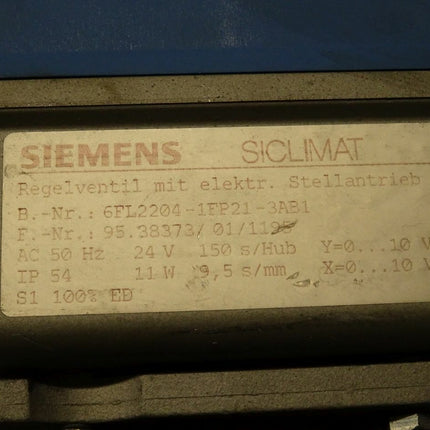 SIEMENS SICLIMAT
Regelventil mit elektr. Stellantrieb
B.-Nr.: 6FL2204-1FP21-3AB1
F.-Nr.: 95.38373/ 01/1195
AC 50 Hz 24 V 150 s/Hub Y=0...10 V
IP 54 11 W 9,5 s/mm X=0...10 V
S1 100% ED